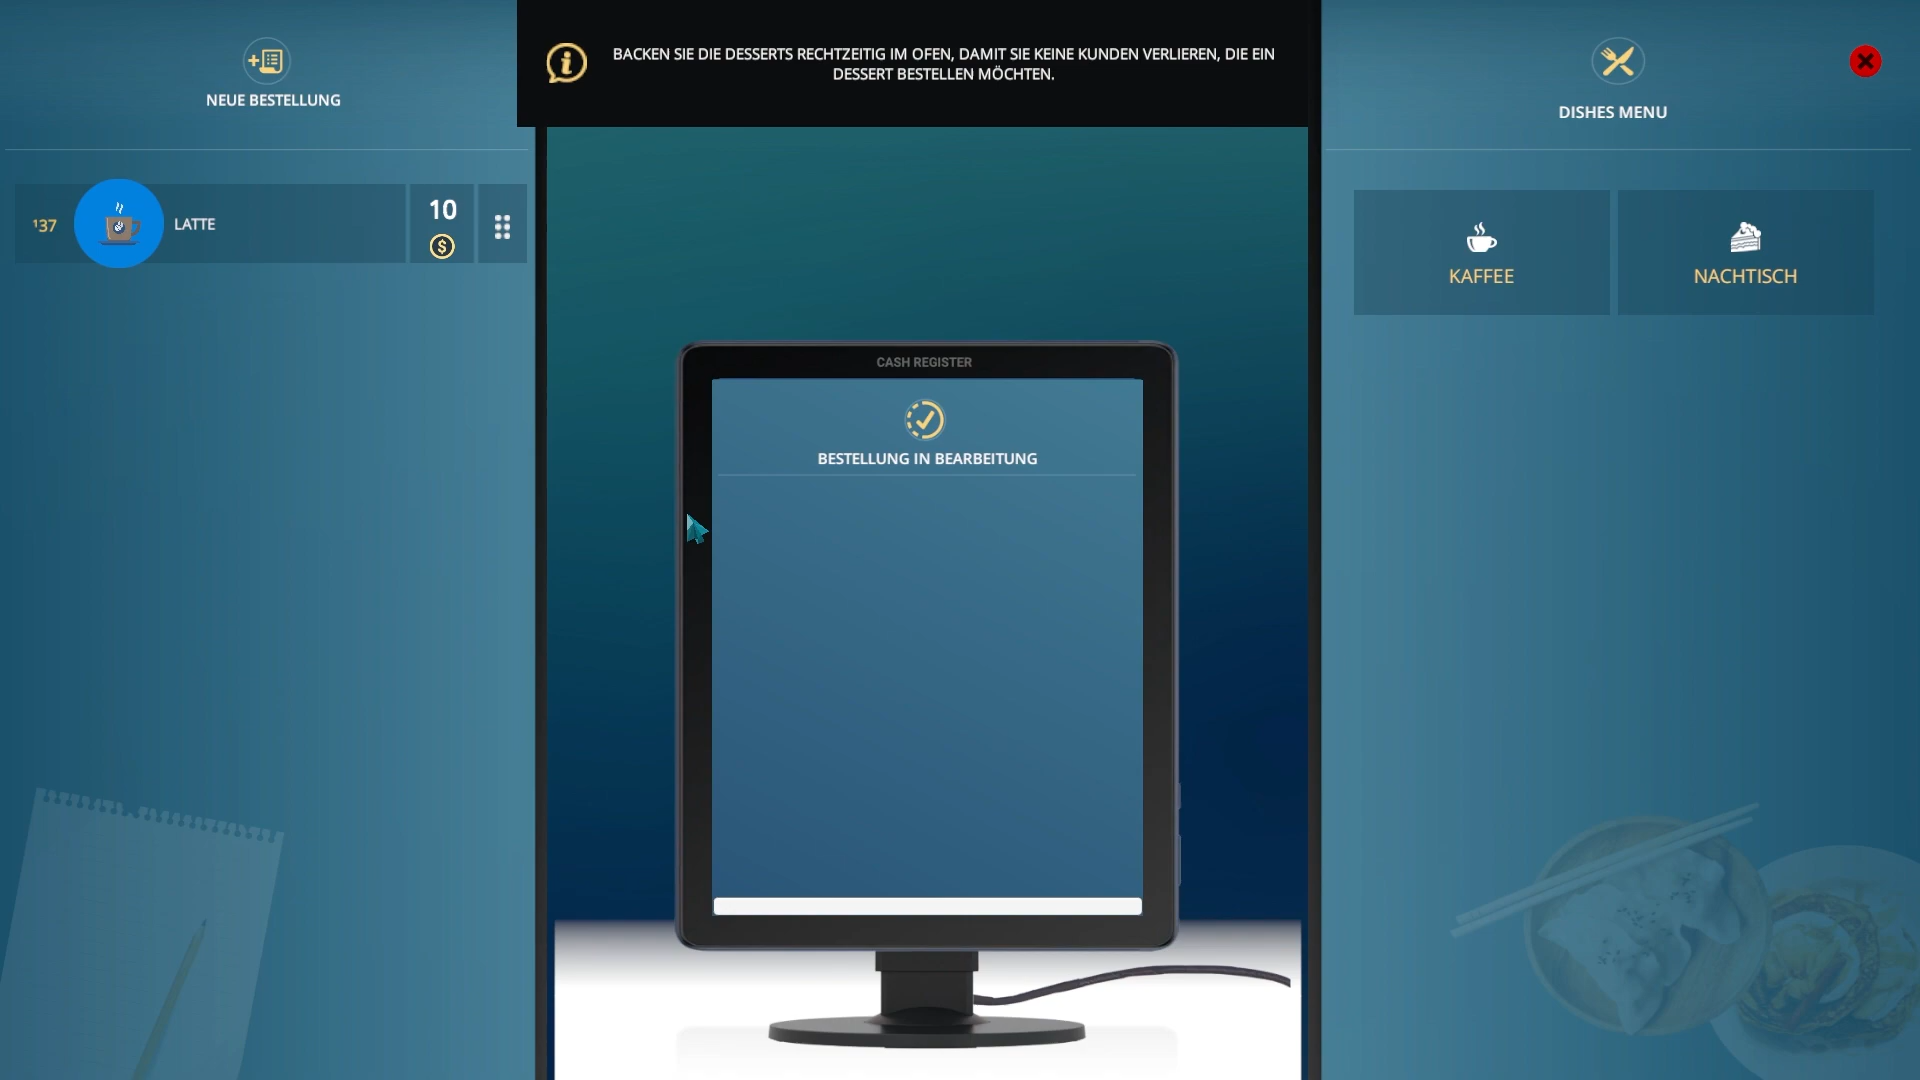 BACKEN SIE DIE DESSERTS RECHTZEITIG IM OFEN, DAMIT SIE KEINE KUNDEN VERLIEREN, DIE EIN
DESSERT BESTELLEN MÖCHTEN.
NEUE BESTELLUNG
137
LATTE
10
CASH REGISTER
BESTELLUNG IN BEARBEITUNG
DISHES MENU
KAFFEE
NACHTISCH